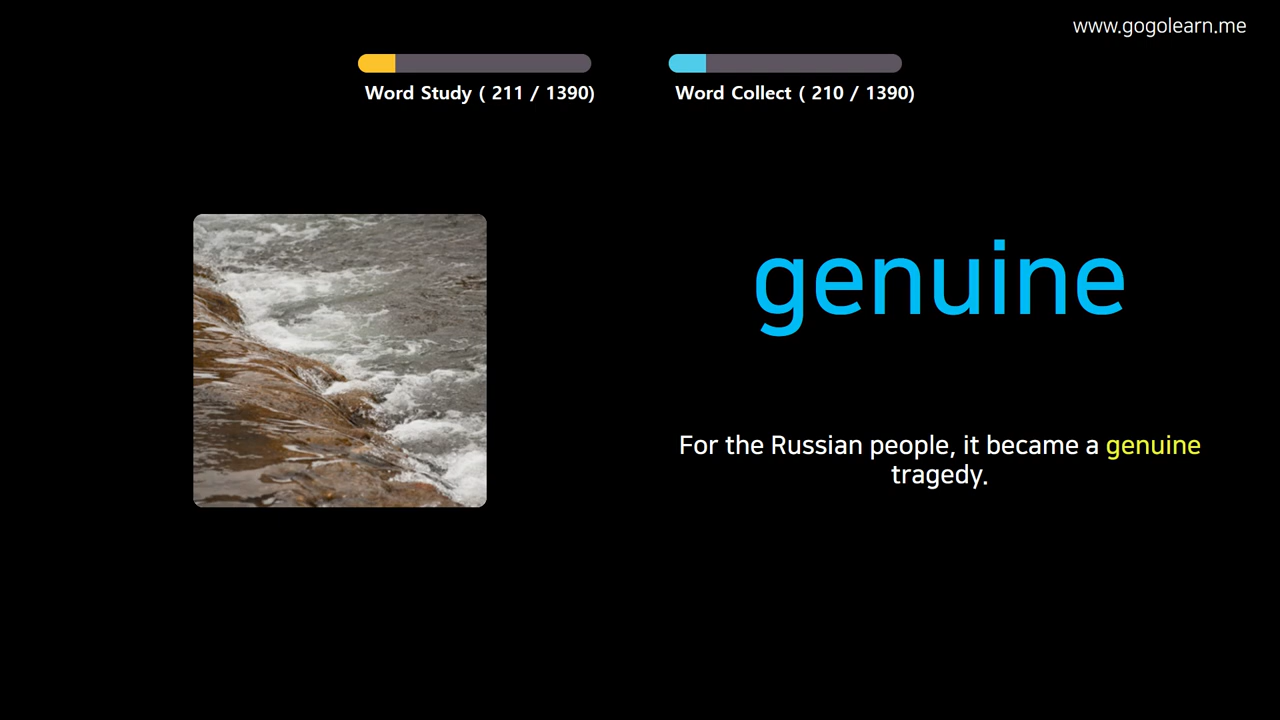 www.gogolearn.me
Word Study ( 211 / 1390)
Word Collect ( 210 / 1390)
genuine
For the Russian people, it became a genuine
tragedy.